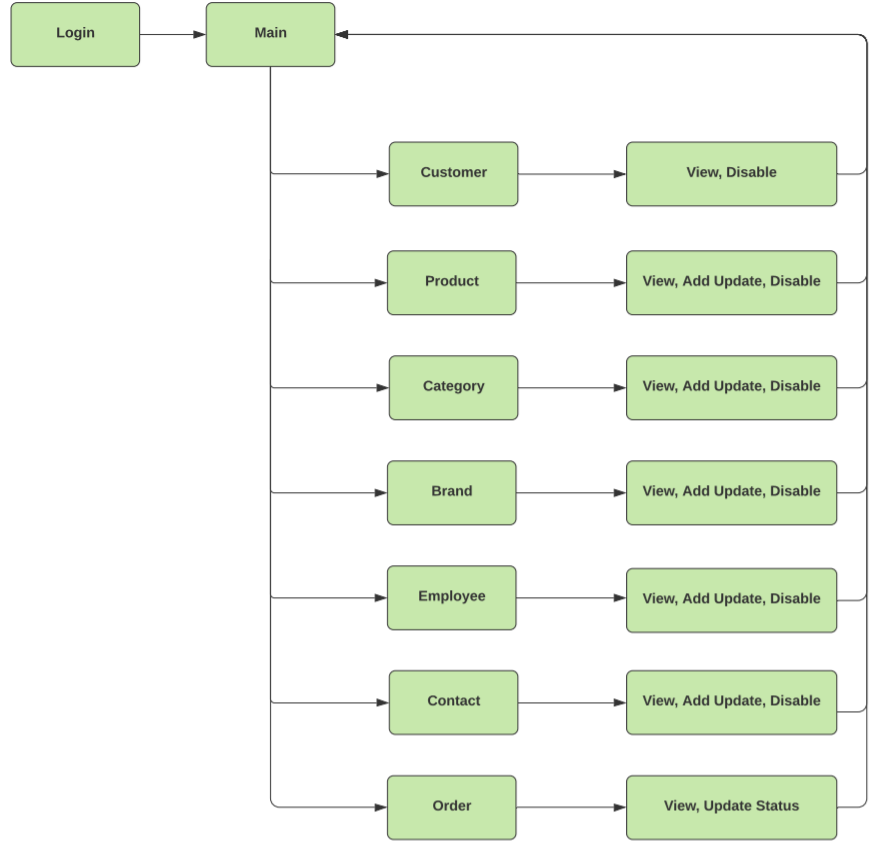 Login
Main
Customer
View, Disable
Product
View, Add Update, Disable
Category
View, Add Update, Disable
Brand
View, Add Update, Disable
Employee
View, Add Update, Disable
Contact
View, Add Update, Disable
Order
View, Update Status